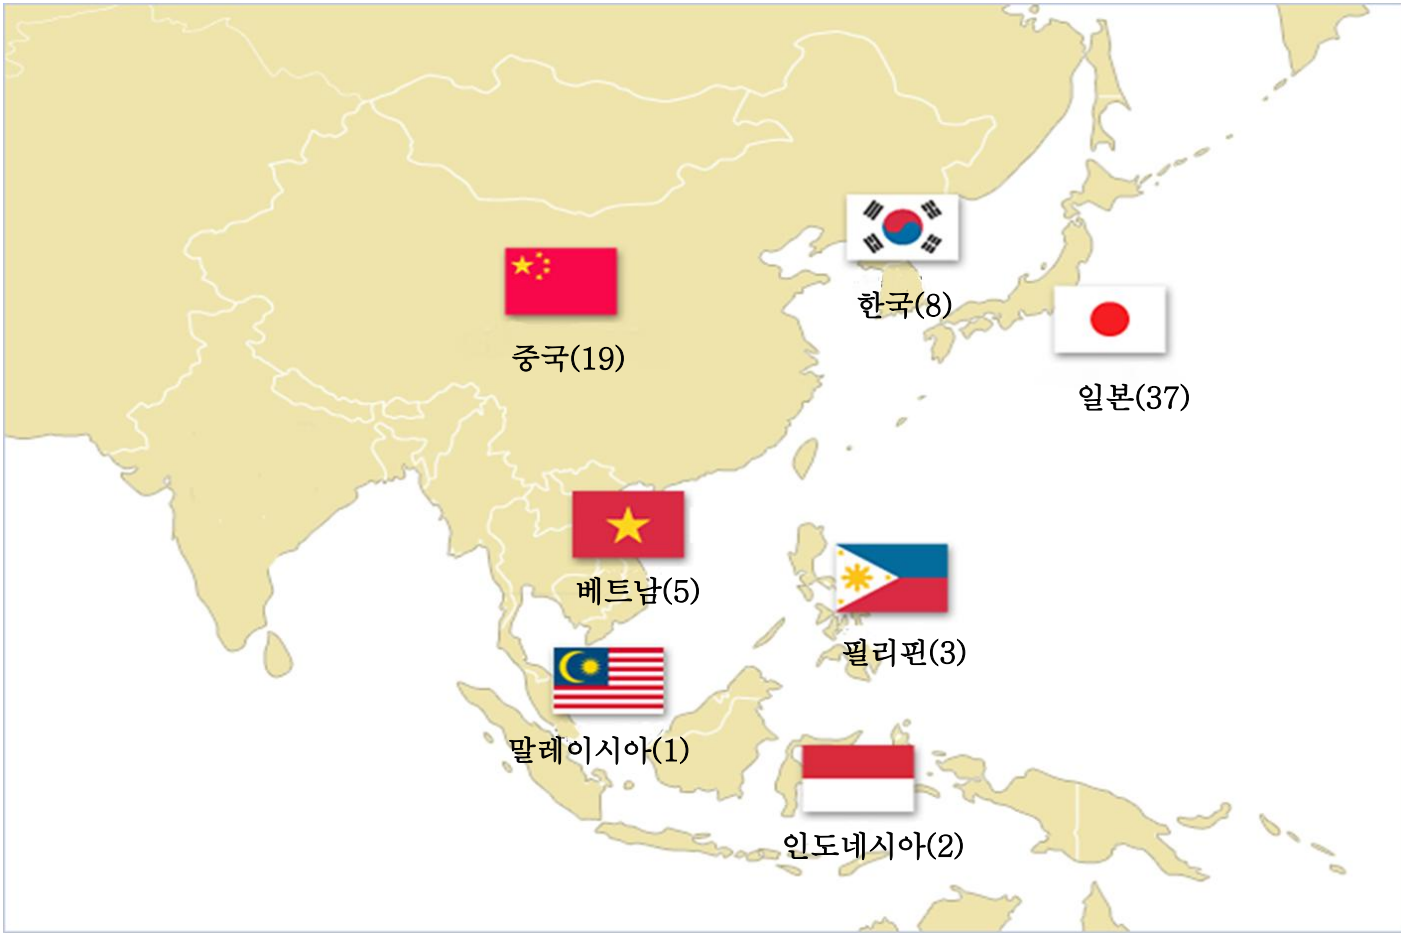 한국(8)
중국(19)
일본(37)
베트남(5)
필리핀(3)
말레이시아(1)
인도네시아(2)